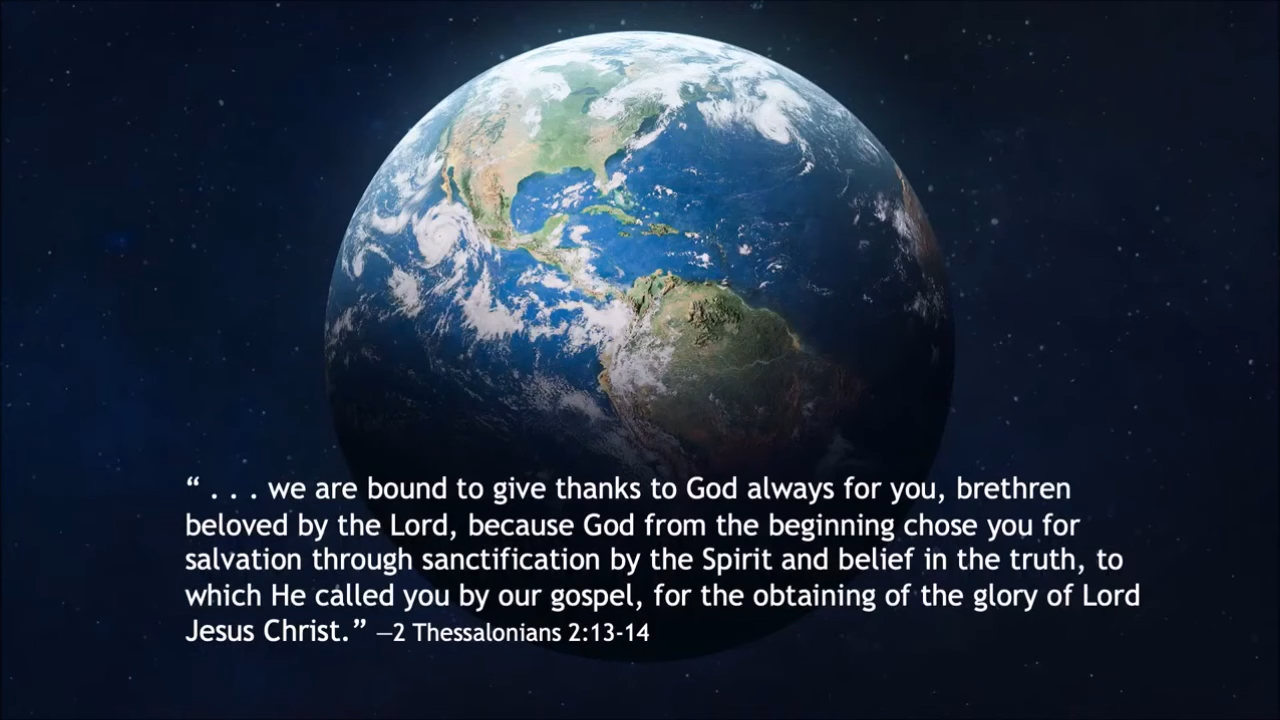 “ . . . we are bound to give thanks to God always for you, brethren
beloved by the Lord, because God from the beginning chose you for
salvation through sanctification by the Spirit and belief in the truth, to
which He called you by our gospel, for the obtaining of the glory of Lord
Jesus Christ.” —2 Thessalonians 2:13-14